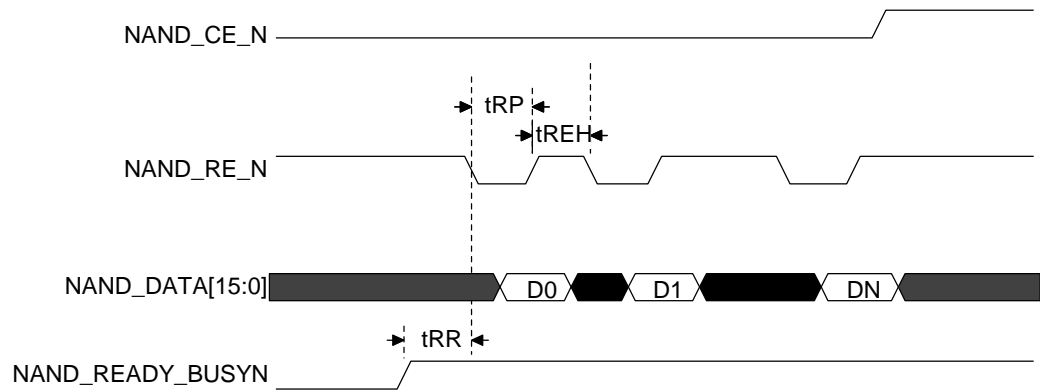 NAND_CE_N
tRP
tREH
NAND_RE_N
NAND_DATA[15:0]
D0
D1
DN
tRR
NAND_READY_BUSYN